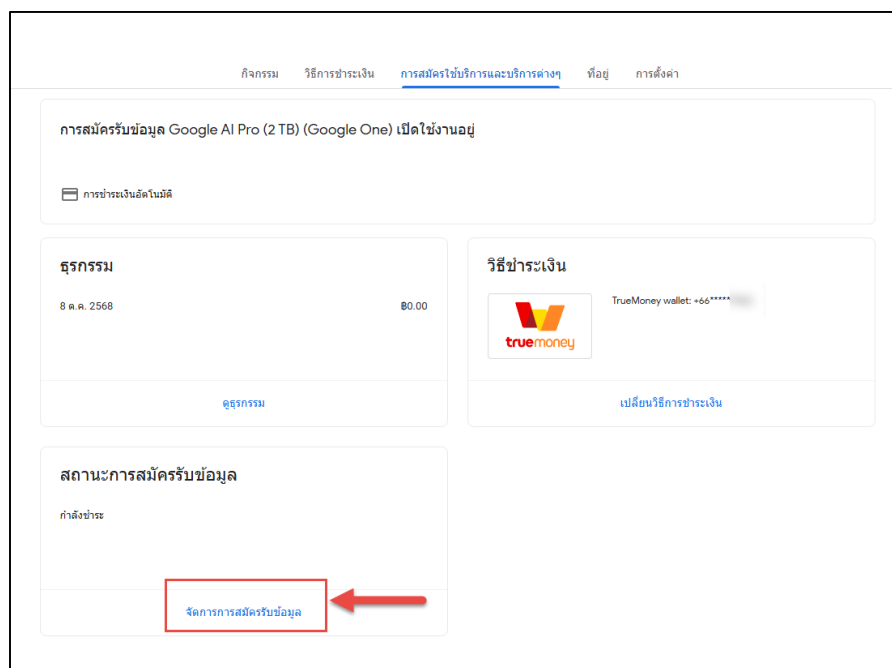 กิจกรรม วิธีการชำระเงิน การสมัครใช้บริการและบริการต่างๆ ที่อยู่ การตั้งค่า
การสมัครรับข้อมูล Google AI Pro (2 TB) (Google One) เปิดใช้งานอยู่
การชำระเงินอัตโนมัติ
ธุรกรรม
8 ต.ค. 2568 ฿0.00
ดูธุรกรรม
วิธีชำระเงิน
truemoney
TrueMoney wallet: +66*****
เปลี่ยนวิธีการชำระเงิน
สถานะการสมัครรับข้อมูล
กำลังชำระ
จัดการการสมัครรับข้อมูล